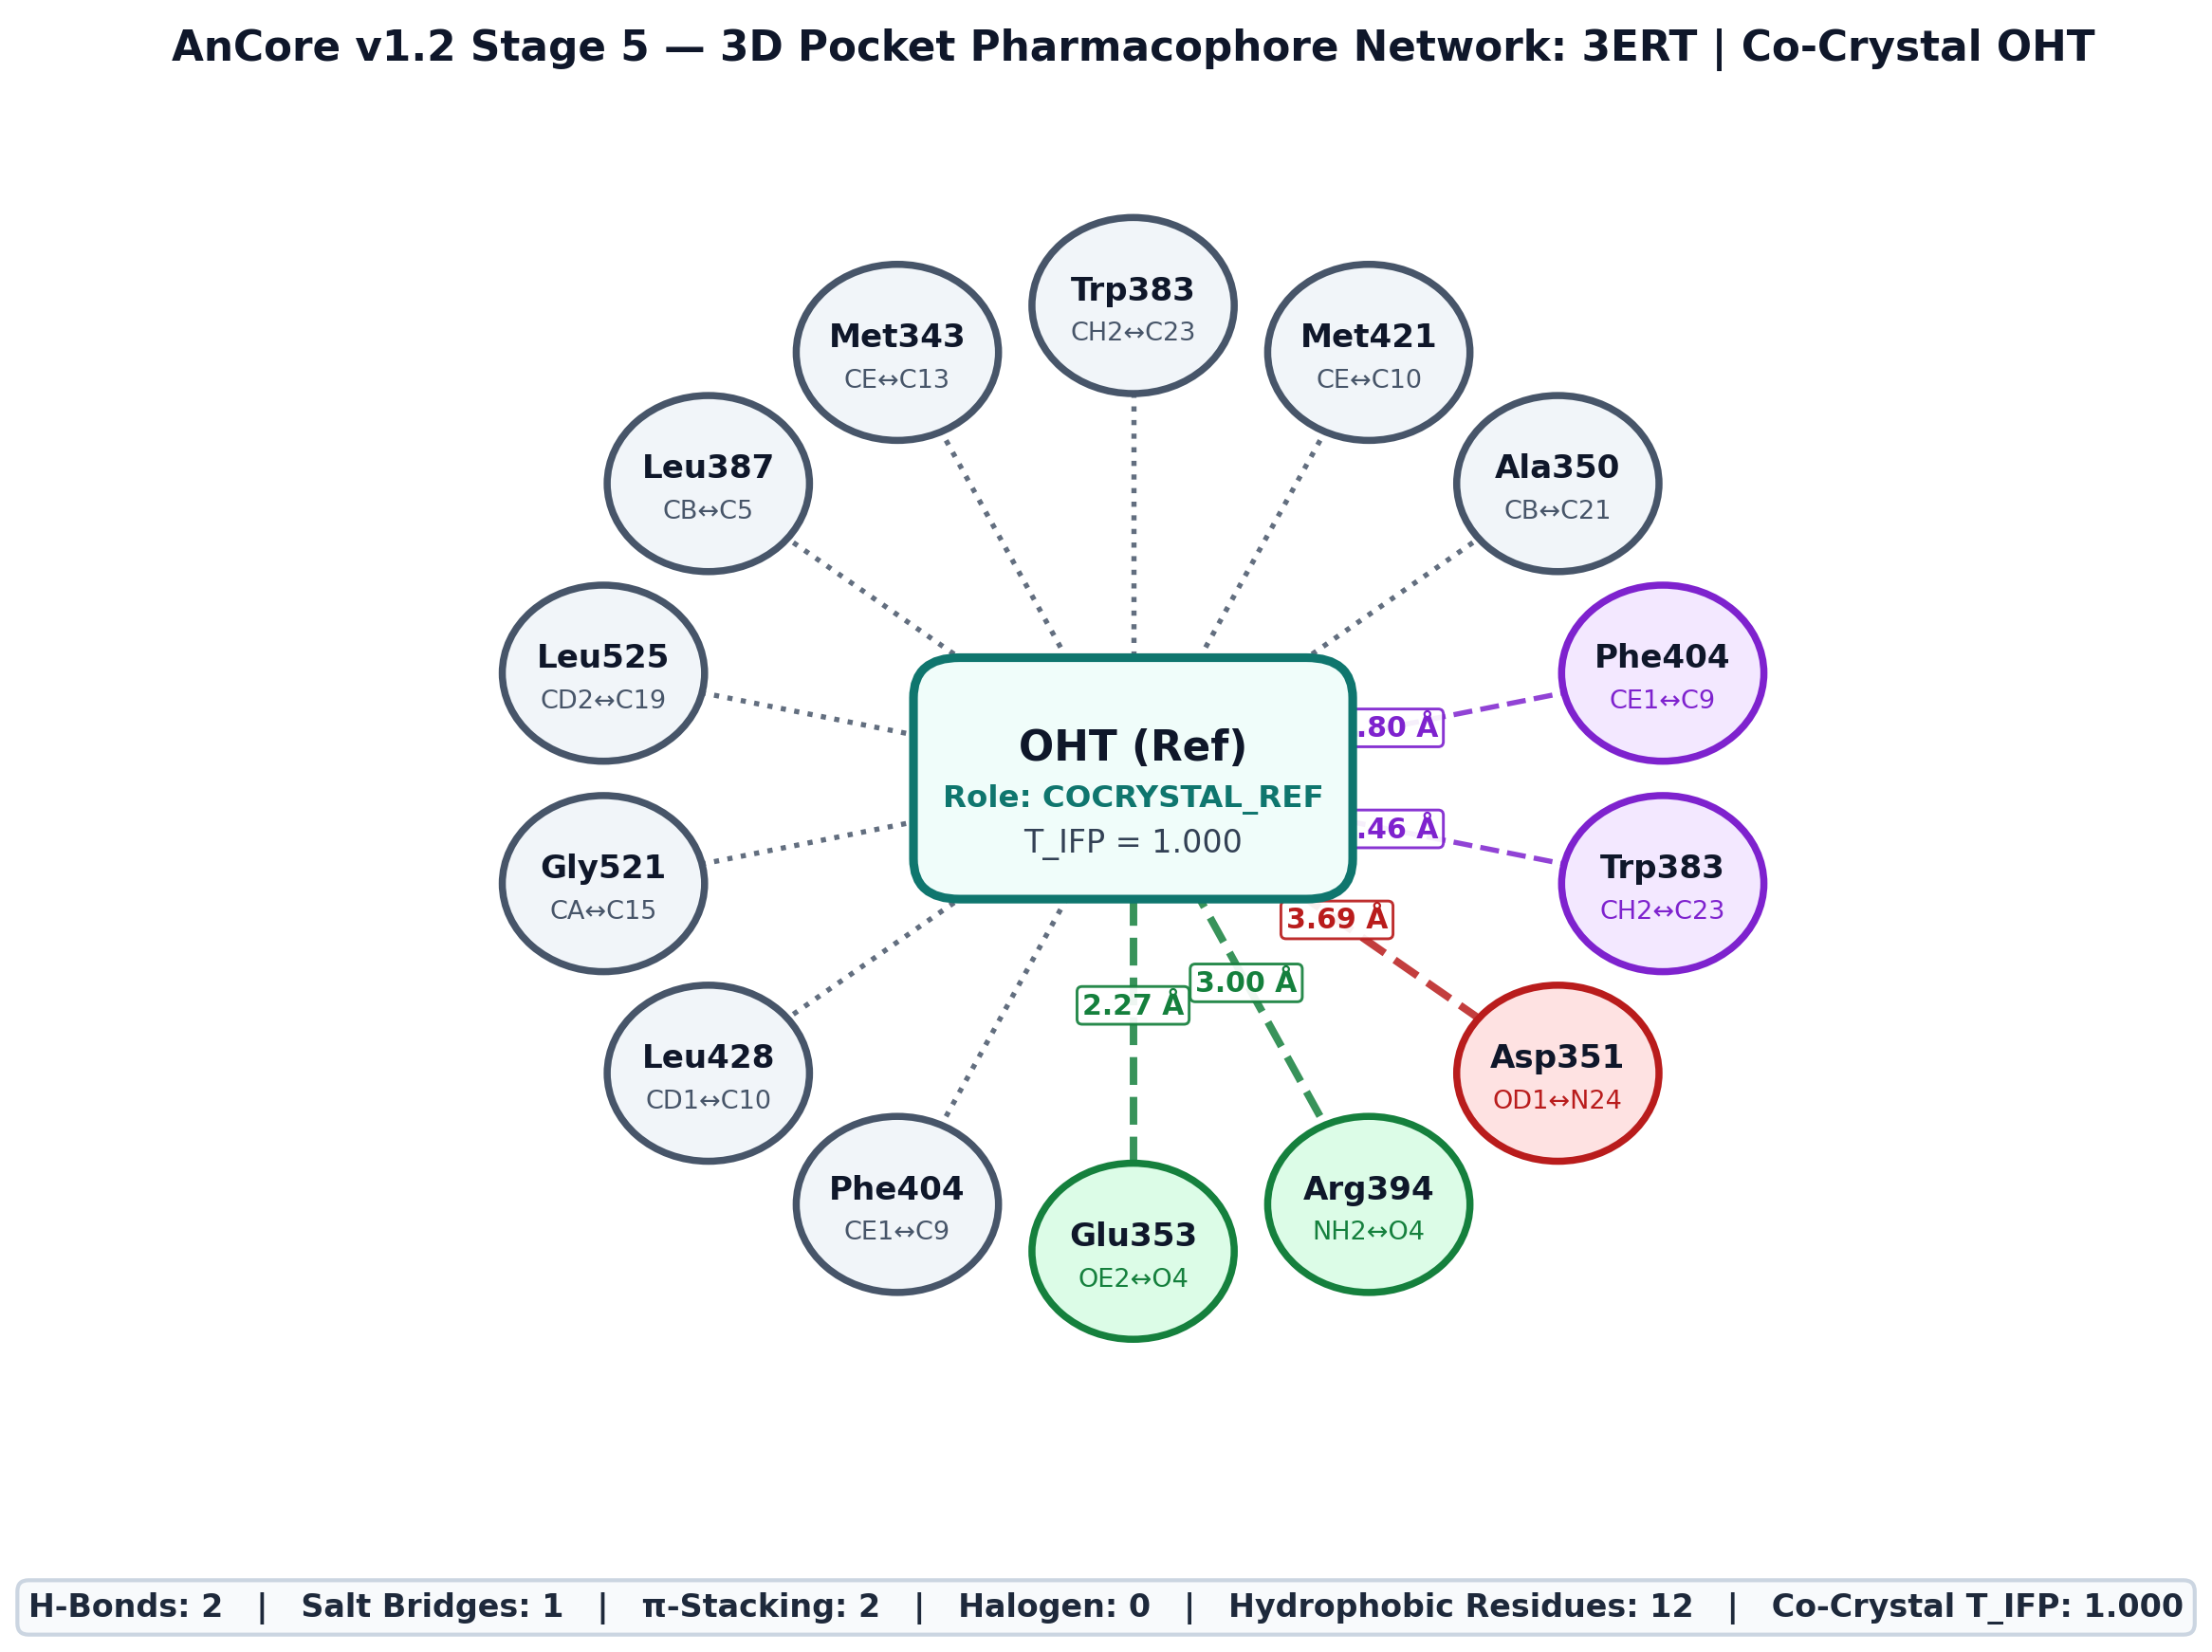 AnCore v1.2 Stage 5 — 3D Pocket Pharmacophore Network: 3ERT | Co-Crystal OHT
Trp383
CH2↔C23
Met343
CE↔C13
Met421
CE↔C10
Leu387
CB↔C5
Ala350
CB↔C21
Leu525
CD2↔C19
Phe404
CE1↔C9
.80 Å
OHT (Ref)
Role: COCRYSTAL_REF
T_IFP = 1.000
.46 Å
Gly521
CA↔C15
Trp383
CH2↔C23
3.69 Å
3.00 Å
2.27 Å
Leu428
CD1↔C10
Asp351
OD1↔N24
Phe404
CE1↔C9
Arg394
NH2↔O4
Glu353
OE2↔O4
H-Bonds: 2 | Salt Bridges: 1 | π-Stacking: 2 | Halogen: 0 | Hydrophobic Residues: 12 | Co-Crystal T_IFP: 1.000